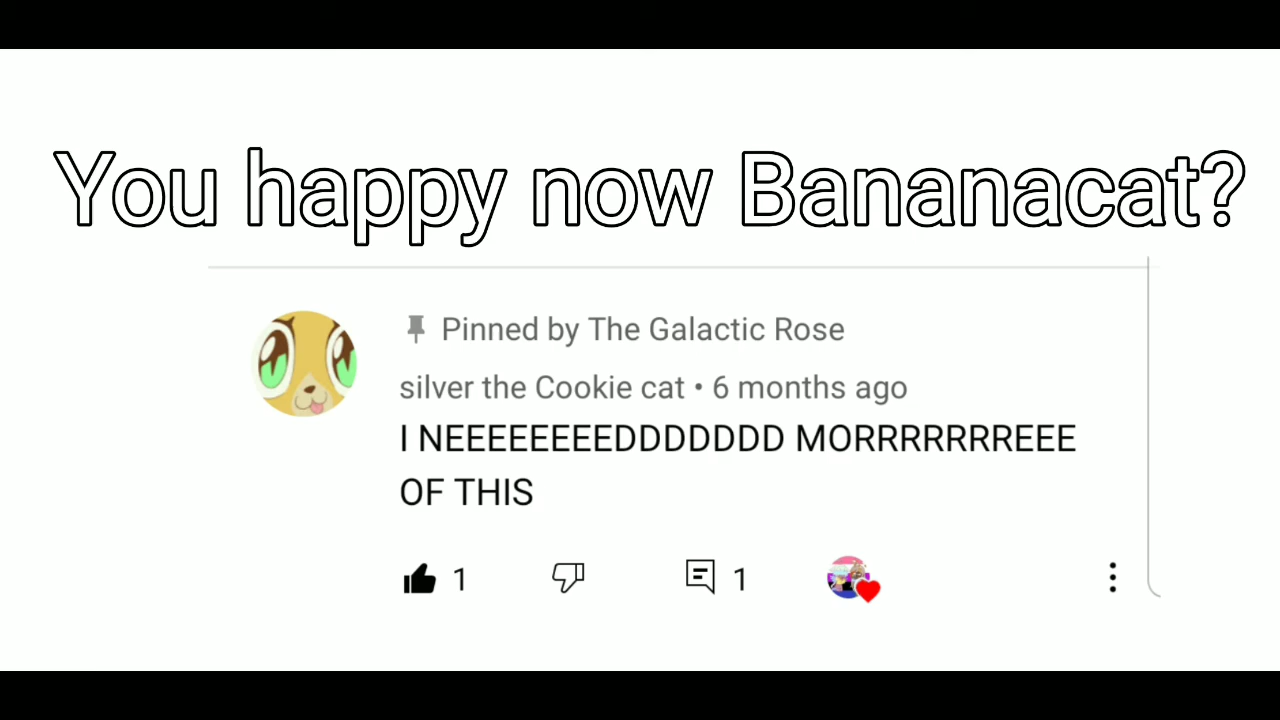 You happy now Bananacat?
Pinned by The Galactic Rose
silver the Cookie cat • 6 months ago
I NEEEEEEEEDDDDDDD MORRRRRRREEE
OF THIS
1 1